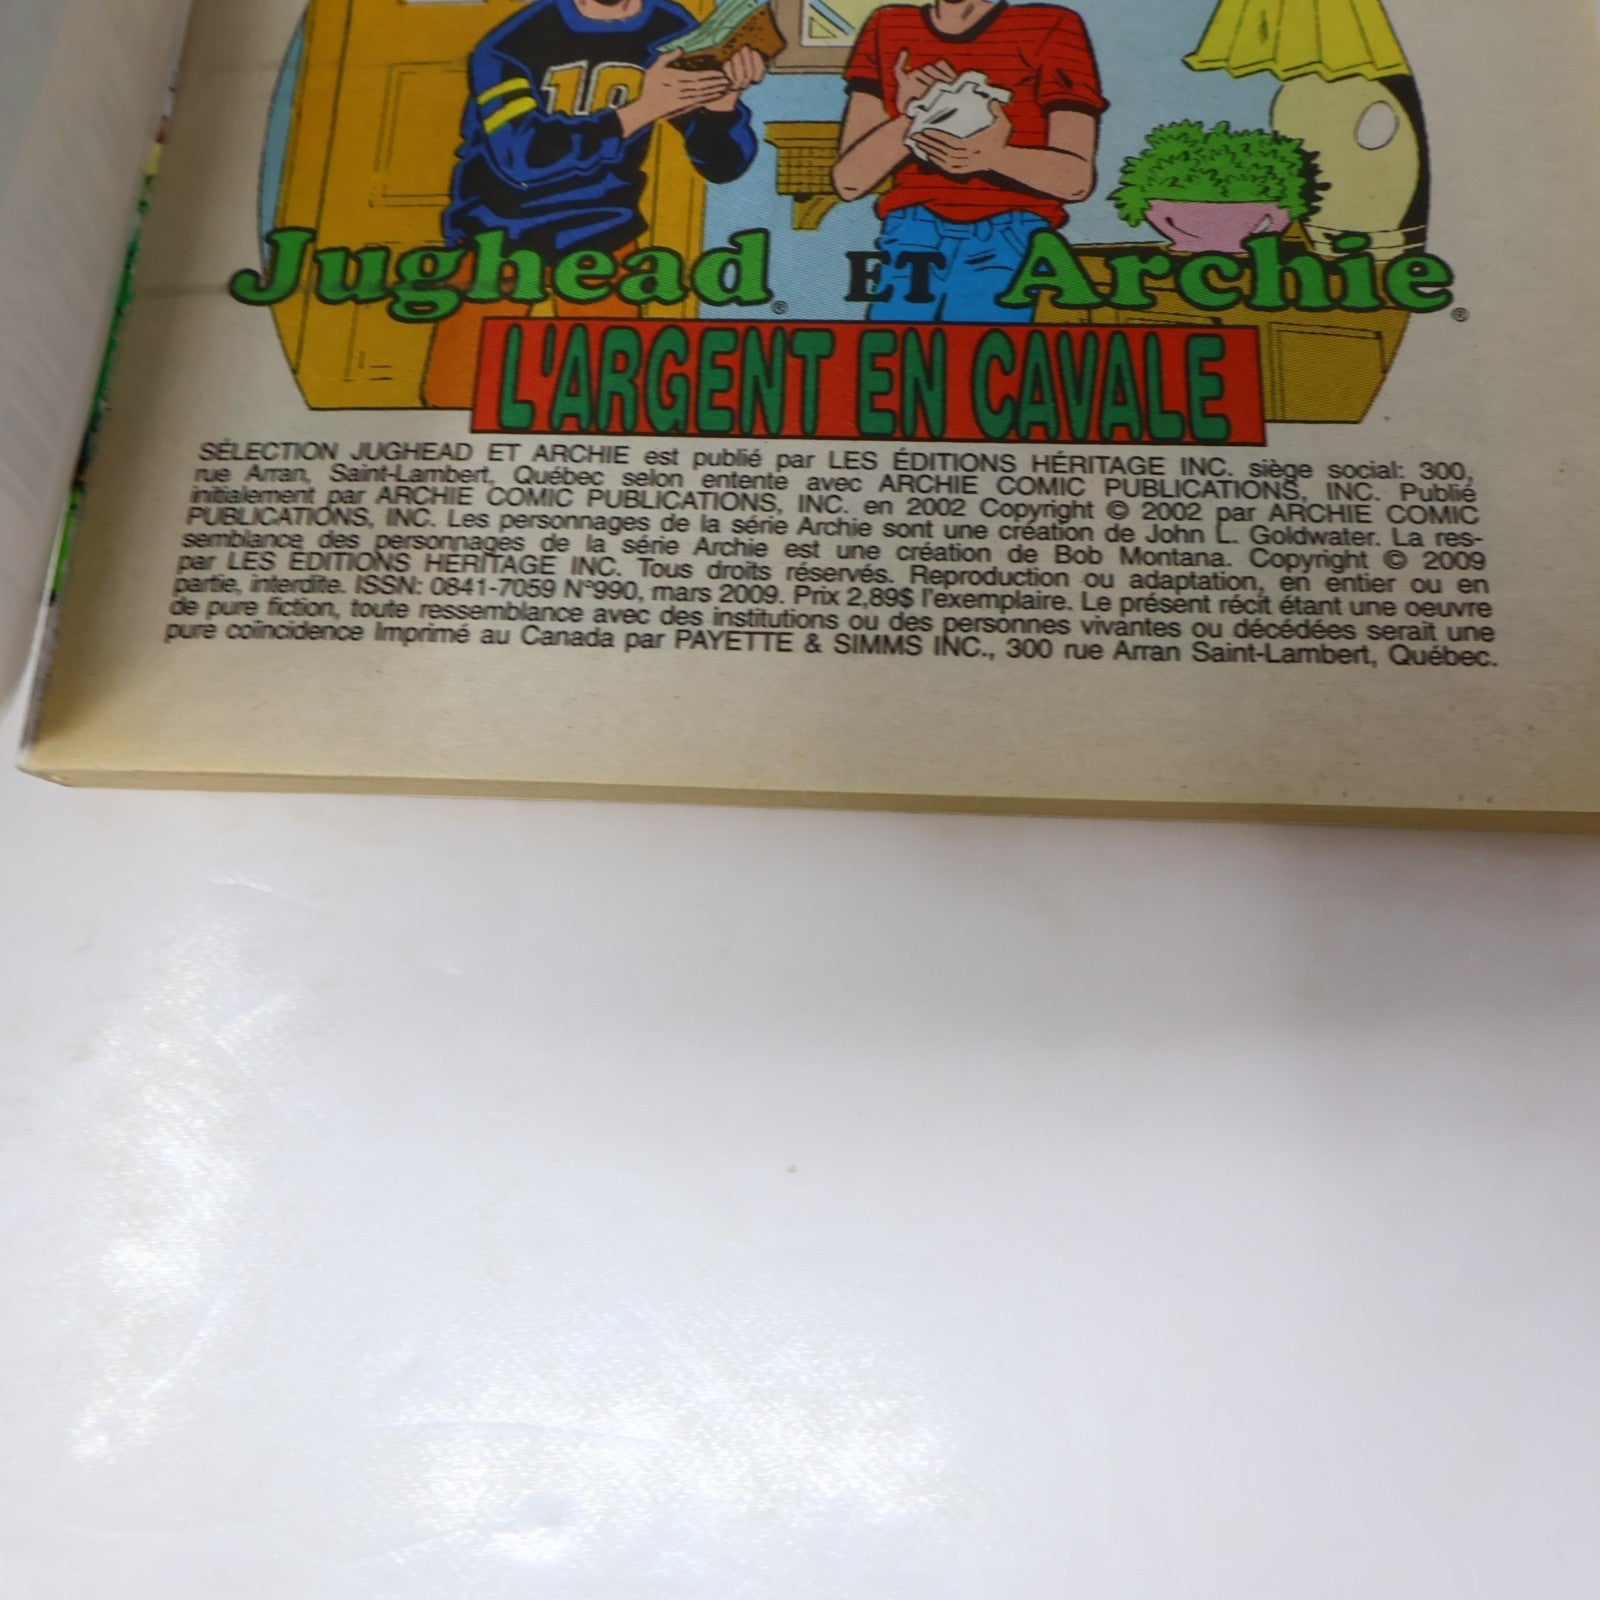 10
Jughead® ET Archie®
L'ARGENT EN CAVALE
SÉLECTION JUGHEAD ET ARCHIE est publié par LES ÉDITIONS HÉRITAGE INC. siège social: 300,
rue Arran, Saint-Lambert, Québec selon entente avec ARCHIE COMIC PUBLICATIONS, INC. Publié
initialement par ARCHIE COMIC PUBLICATIONS, INC. en 2002 Copyright © 2002 par ARCHIE COMIC
PUBLICATIONS, INC. Les personnages de la série Archie sont une création de John L. Goldwater. La res-
semblance des personnages de la série Archie est une création de Bob Montana. Copyright © 2009
par LES ÉDITIONS HÉRITAGE INC. Tous droits réservés. Reproduction ou adaptation, en entier ou en
partie, interdite. ISSN: 0841-7059 N°990, mars 2009. Prix 2,89$ l'exemplaire. Le présent récit étant une oeuvre
de pure fiction, toute ressemblance avec des institutions ou des personnes vivantes ou décédées serait une
pure coïncidence Imprimé au Canada par PAYETTE & SIMMS INC., 300 rue Arran Saint-Lambert, Québec.